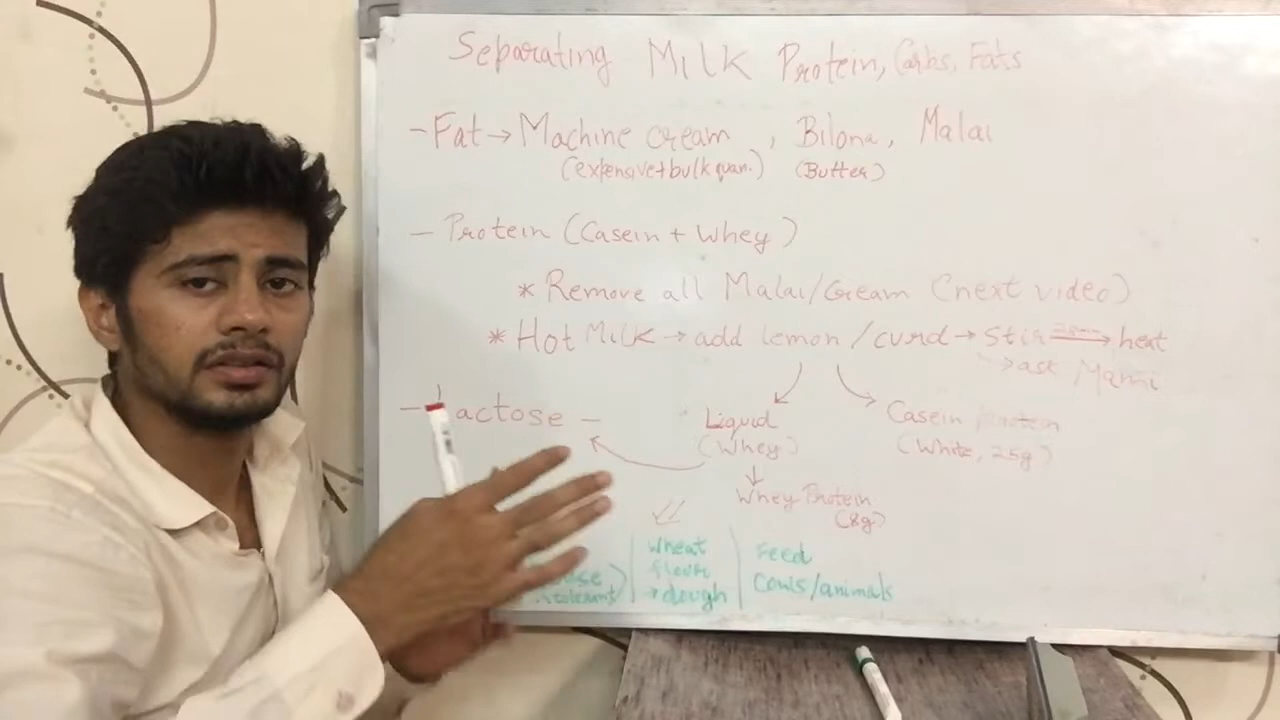 Separating Milk Protein, Carbs, Fats
- Fat → Machine cream, Bilona, Malai
(expensive+bulk quan.) (Butter)
- Protein (Casein + Whey)
* Remove all Malai/Cream (next video)
* Hot Milk → add lemon/curd → Stir → heat
→ ask Mami
- Lactose -
Liquid
(Whey)
Casein protein
(White, 25g)
Whey Protein
(8g)
Wheat
flour
→ dough
Feed
Cows/animals